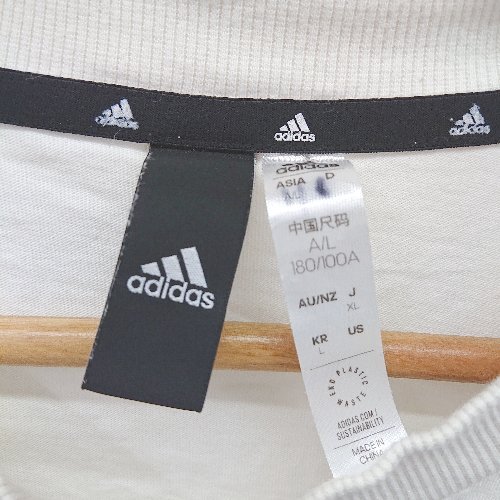 adidas
adidas
adidas
adidas
adidas
ASIA D
A/L
中国尺码
A/L
180/100A
AU/NZ J
XL
KR US
L
END PLASTIC WASTE
ADIDAS.COM/
SUSTAINABILITY
MADE IN
CHINA